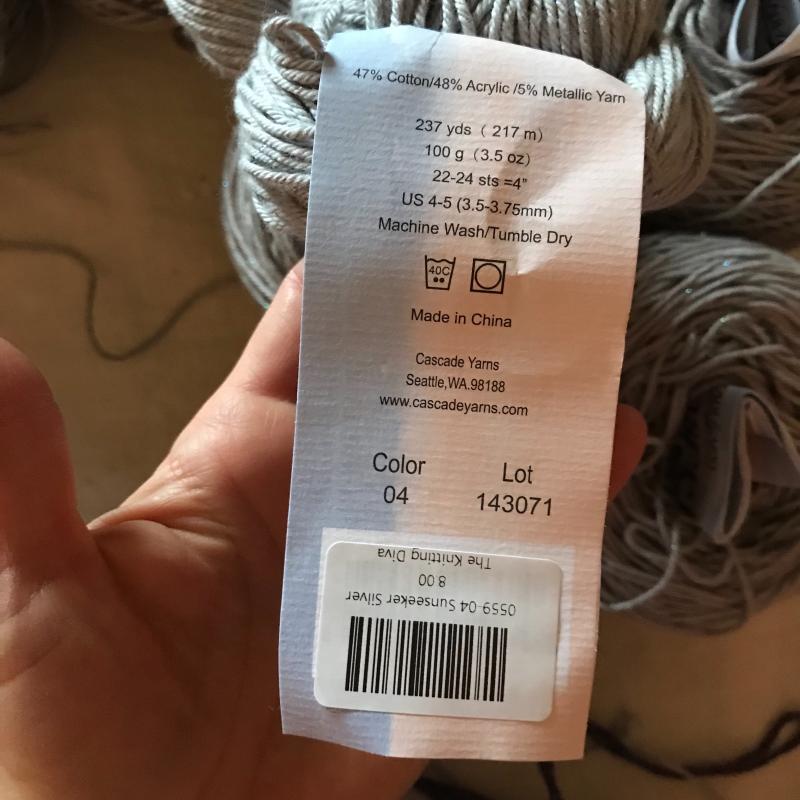 47% Cotton/48% Acrylic /5% Metallic Yarn
237 yds ( 217 m)
100 g (3.5 oz)
22-24 sts =4"
US 4-5 (3.5-3.75mm)
Machine Wash/Tumble Dry
40C
Made in China
Cascade Yarns
Seattle,WA.98188
www.cascadeyarns.com
Color Lot
04 143071
0559-04 Sunseeker Silver
8.00
The Knitting Diva